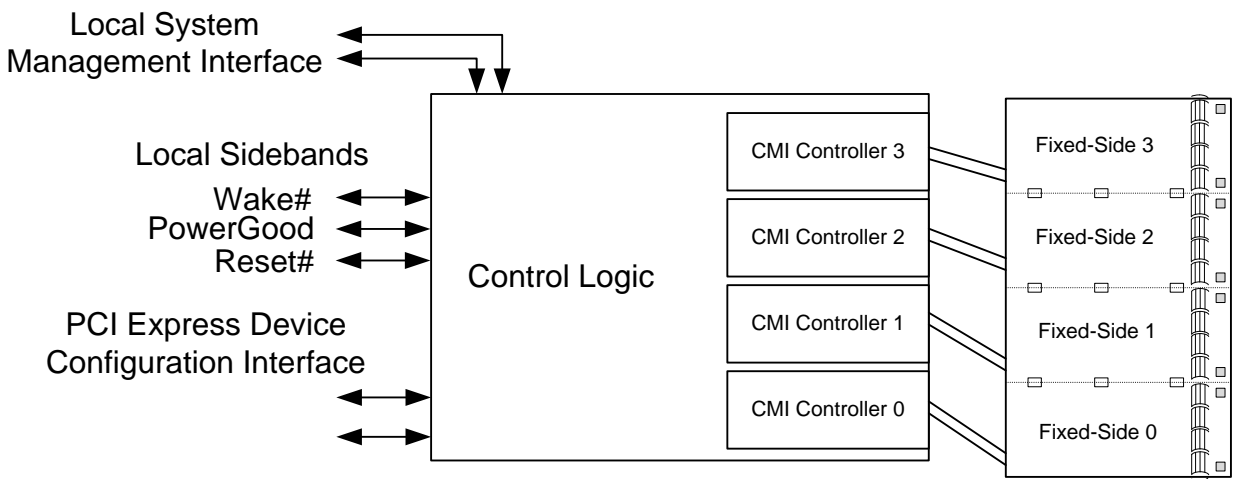 Local System
Management Interface
Local Sidebands
Wake#
PowerGood
Reset#
PCI Express Device
Configuration Interface
Control Logic
CMI Controller 3
CMI Controller 2
CMI Controller 1
CMI Controller 0
Fixed-Side 3
Fixed-Side 2
Fixed-Side 1
Fixed-Side 0